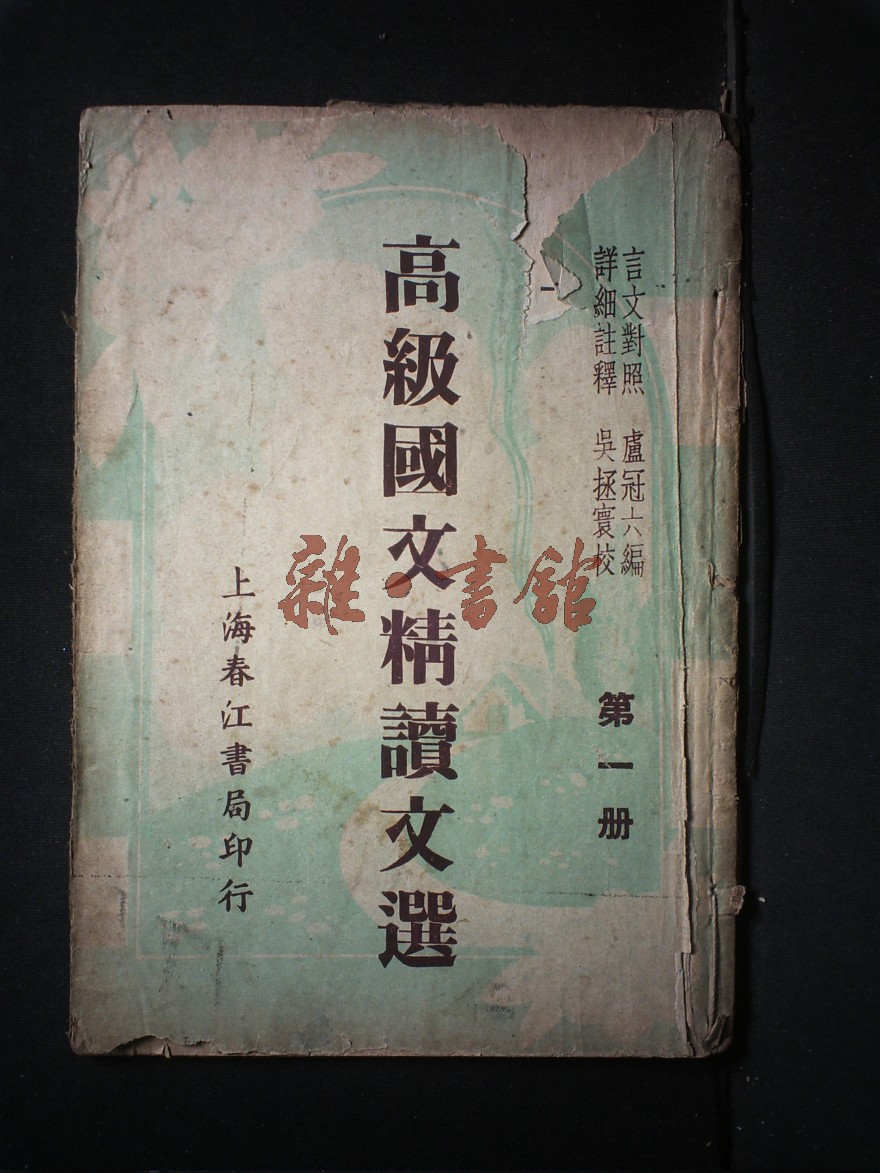 言文對照 盧冠六編
詳細註釋 吳拯寰校
第一册
高級國文精讀文選
上海春江書局印行
雜·書館